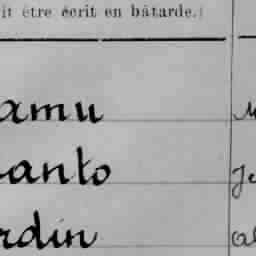 it être écrit en bâtarde.)
amu
anto
rdin